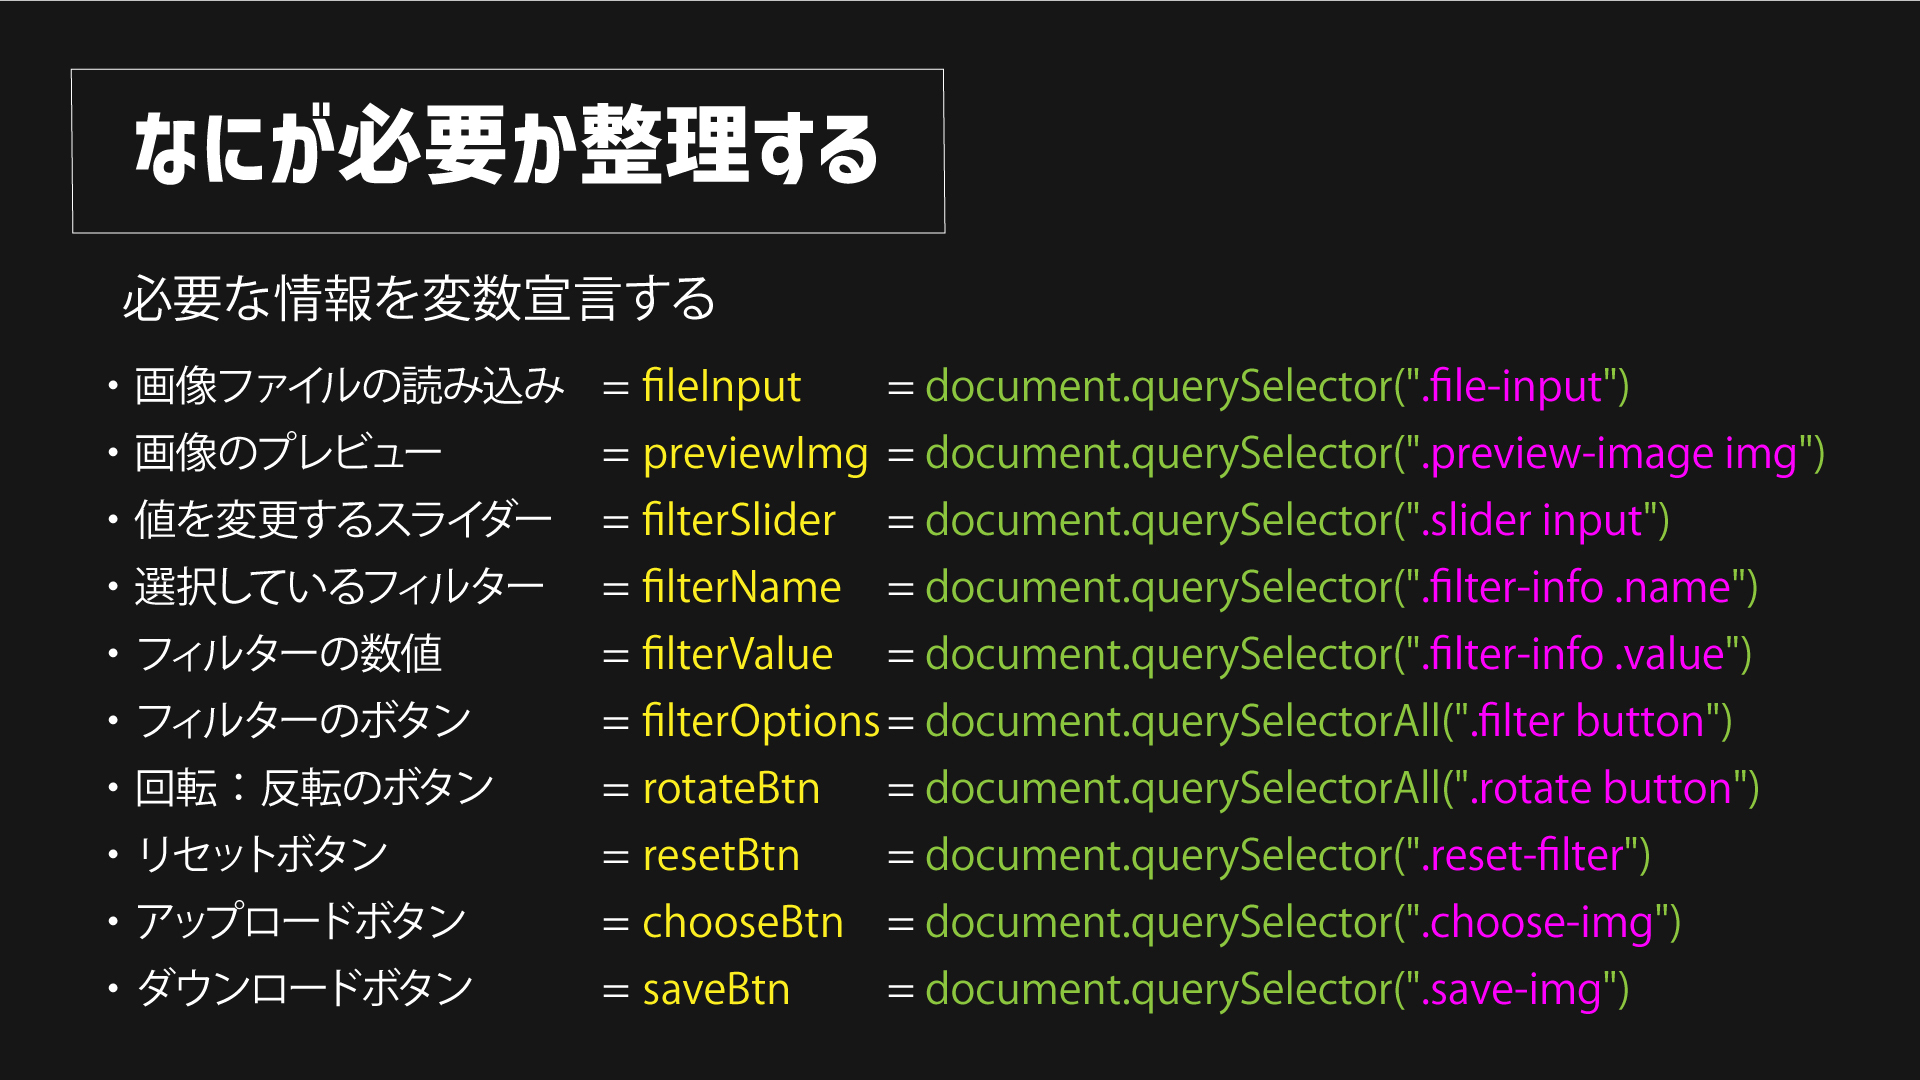 なにが必要か整理する
必要な情報を変数宣言する
・画像ファイルの読み込み = fileInput = document.querySelector(".file-input")
・画像のプレビュー = previewImg = document.querySelector(".preview-image img")
・値を変更するスライダー = filterSlider = document.querySelector(".slider input")
・選択しているフィルター = filterName = document.querySelector(".filter-info .name")
・フィルターの数値 = filterValue = document.querySelector(".filter-info .value")
・フィルターのボタン = filterOptions = document.querySelectorAll(".filter button")
・回転：反転のボタン = rotateBtn = document.querySelectorAll(".rotate button")
・リセットボタン = resetBtn = document.querySelector(".reset-filter")
・アップロードボタン = chooseBtn = document.querySelector(".choose-img")
・ダウンロードボタン = saveBtn = document.querySelector(".save-img")